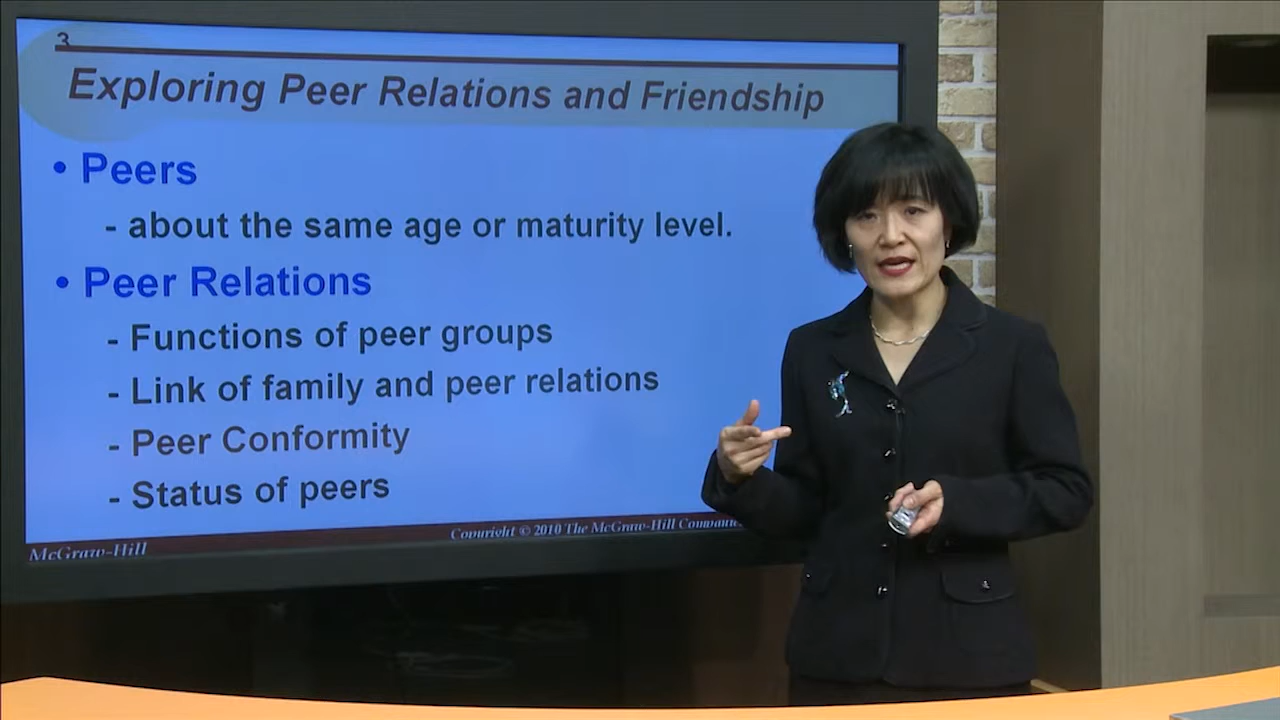 3
Exploring Peer Relations and Friendship
• Peers
- about the same age or maturity level.
• Peer Relations
- Functions of peer groups
- Link of family and peer relations
- Peer Conformity
- Status of peers
Copyright © 2010 The McGraw-Hill
McGraw-Hill